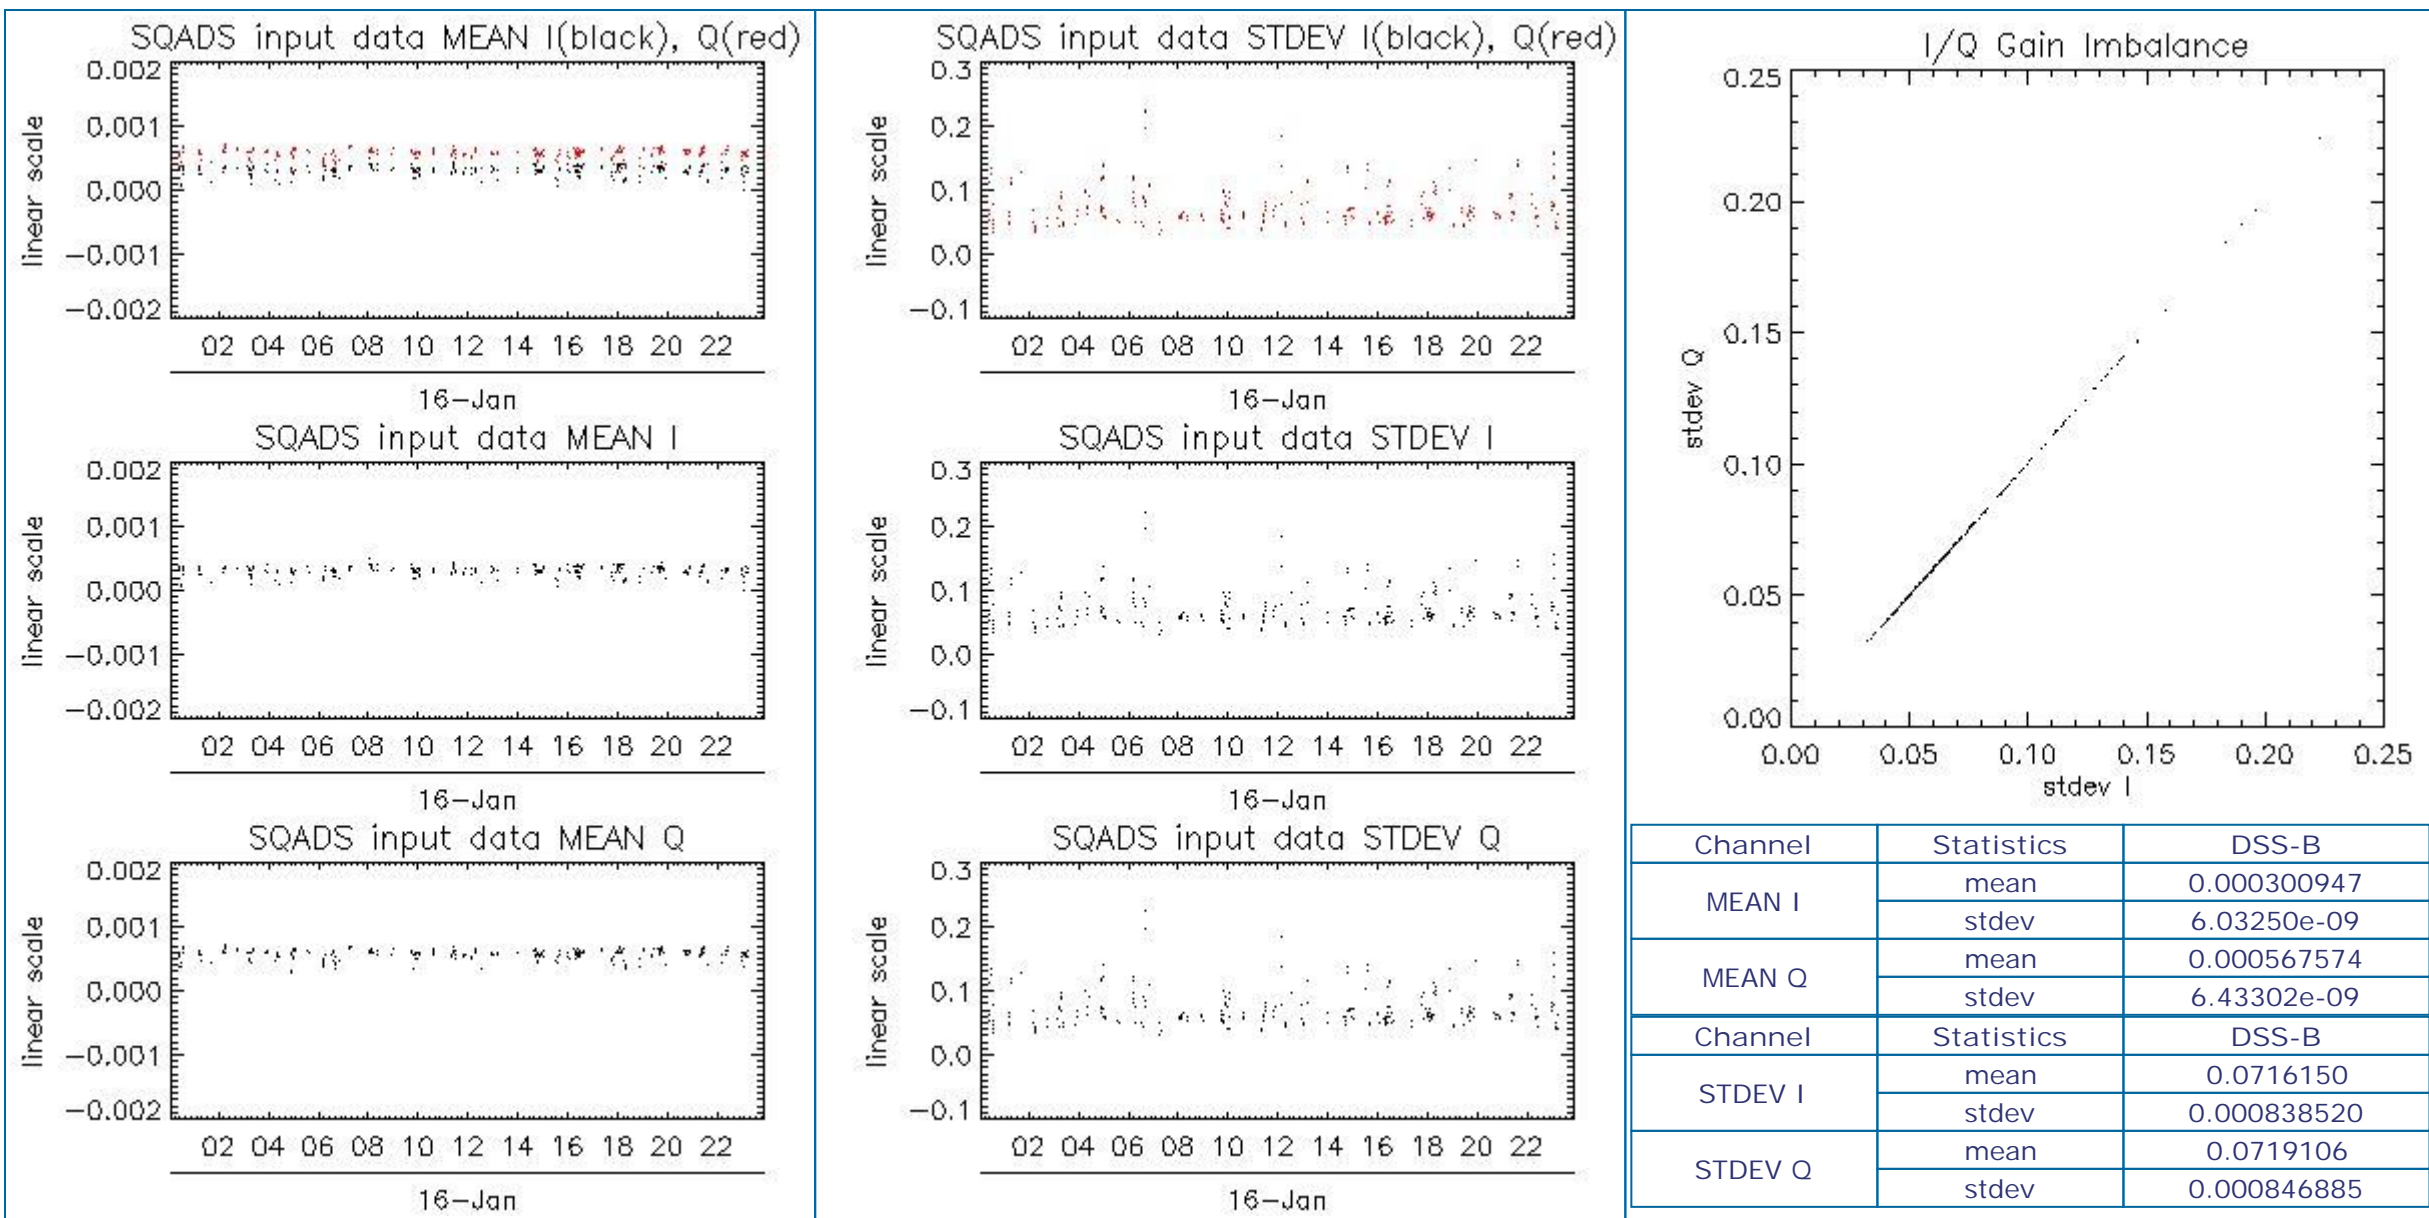 SQADS input data MEAN I(black), Q(red)
0.002
0.001
0.000
-0.001
-0.002
linear scale
02 04 06 08 10 12 14 16 18 20 22
16-Jan
SQADS input data MEAN I
0.002
0.001
0.000
-0.001
-0.002
linear scale
02 04 06 08 10 12 14 16 18 20 22
16-Jan
SQADS input data MEAN Q
0.002
0.001
0.000
-0.001
-0.002
linear scale
02 04 06 08 10 12 14 16 18 20 22
16-Jan
SQADS input data STDEV I(black), Q(red)
0.3
0.2
0.1
0.0
-0.1
linear scale
02 04 06 08 10 12 14 16 18 20 22
16-Jan
SQADS input data STDEV I
0.3
0.2
0.1
0.0
-0.1
linear scale
02 04 06 08 10 12 14 16 18 20 22
16-Jan
SQADS input data STDEV Q
0.3
0.2
0.1
0.0
-0.1
linear scale
02 04 06 08 10 12 14 16 18 20 22
16-Jan
I/Q Gain Imbalance
0.25
0.20
0.15
0.10
0.05
0.00
stdev Q
0.00 0.05 0.10 0.15 0.20 0.25
stdev I
Channel Statistics DSS-B
MEAN I mean 0.000300947
stdev 6.03250e-09
MEAN Q mean 0.000567574
stdev 6.43302e-09
Channel Statistics DSS-B
STDEV I mean 0.0716150
stdev 0.000838520
STDEV Q mean 0.0719106
stdev 0.000846885